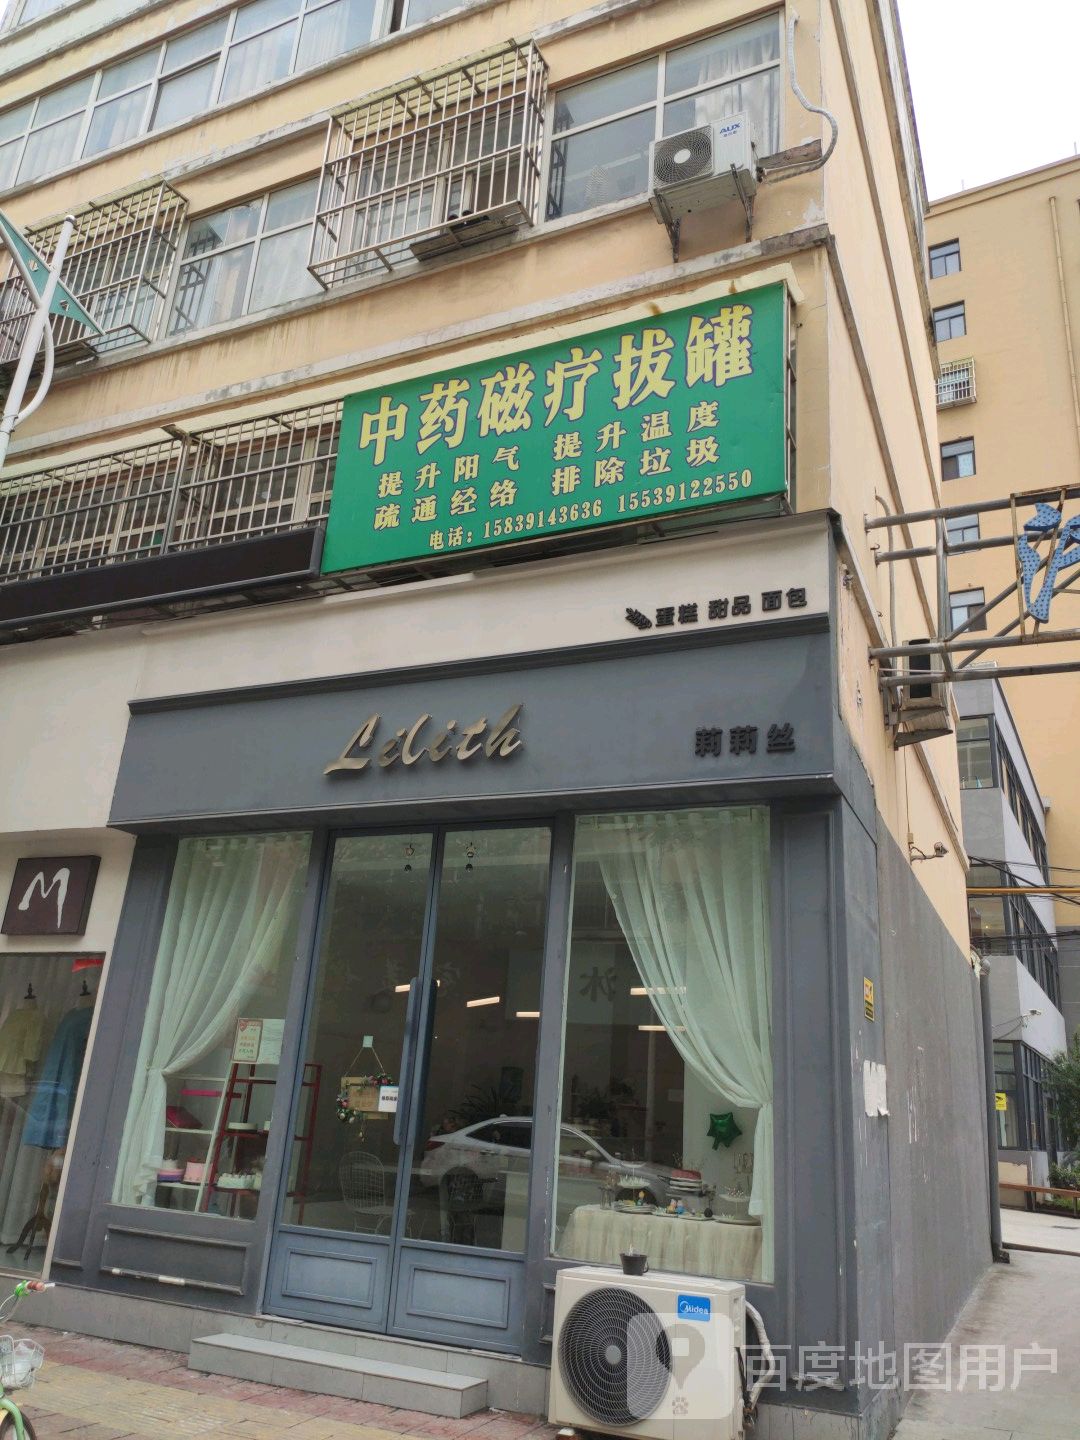 AUX
中药磁疗拔罐
提升阳气 提升温度
疏通经络 排除垃圾
电话：15839143636 15539122550
蛋糕 甜品 面包
Lilith
莉莉丝
M
沐
Midea
百度地图用户